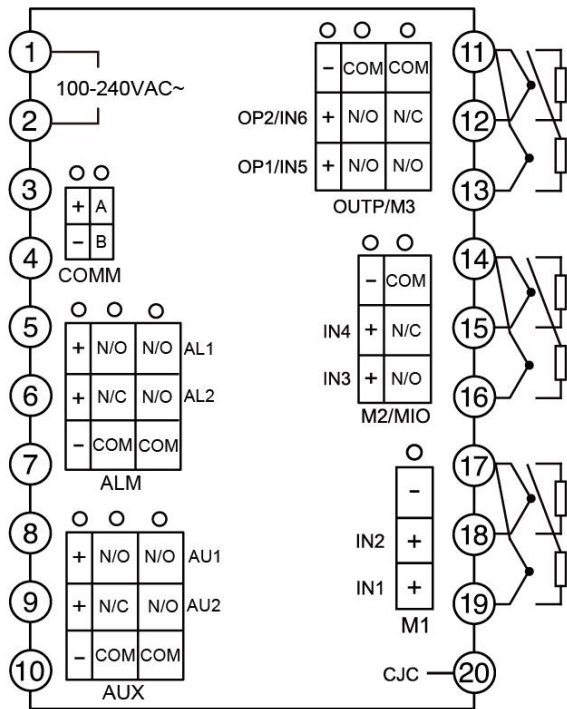 1
100-240VAC~
2
3
+ A
- B
4
COMM
5
+ N/O N/O AL1
6
+ N/C N/O AL2
- COM COM
7
ALM
8
+ N/O N/O AU1
9
+ N/C N/O AU2
- COM COM
10
AUX
- COM COM
OP2/IN6 + N/O N/C
OP1/IN5 + N/O N/O
OUTP/M3
- COM
IN4 + N/C
IN3 + N/O
M2/MIO
-
IN2 +
IN1 +
M1
CJC
11
12
13
14
15
16
17
18
19
20